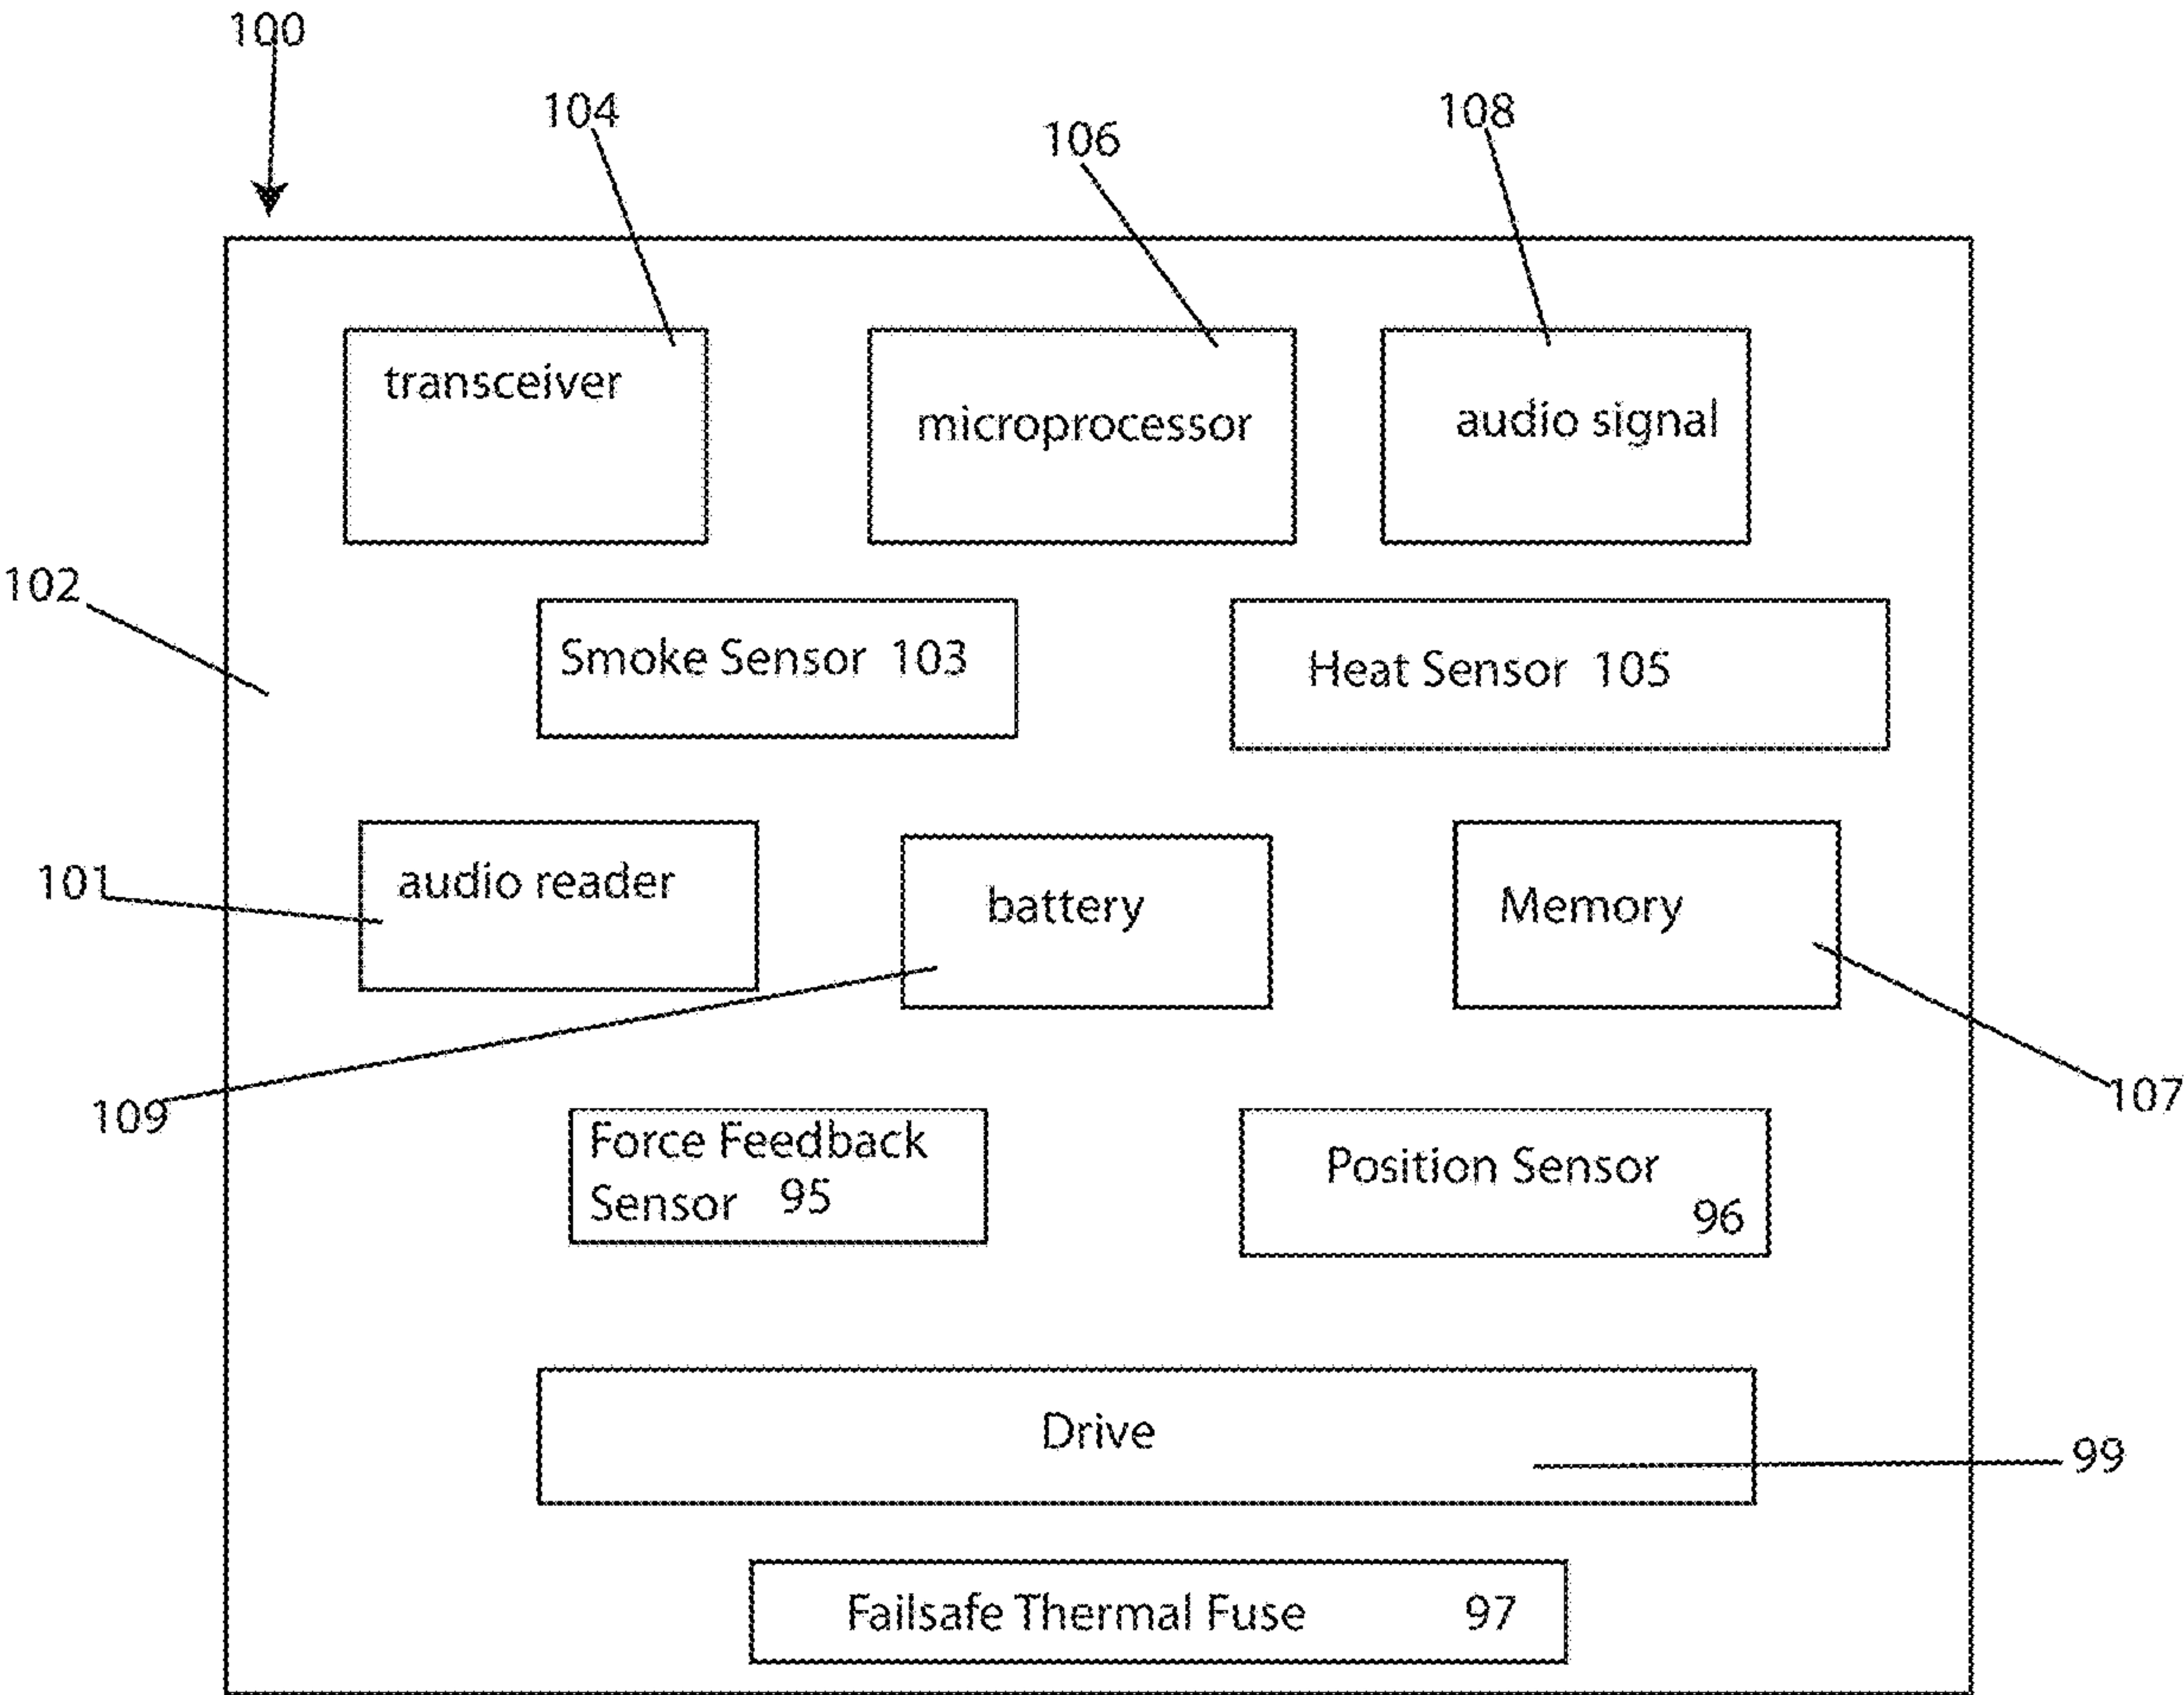 100
104
106
108
transceiver
microprocessor
audio signal
102
Smoke Sensor 103
Heat Sensor 105
101
audio reader
battery
Memory
109
107
Force Feedback
Sensor 95
Position Sensor
96
Drive
99
Failsafe Thermal Fuse 97